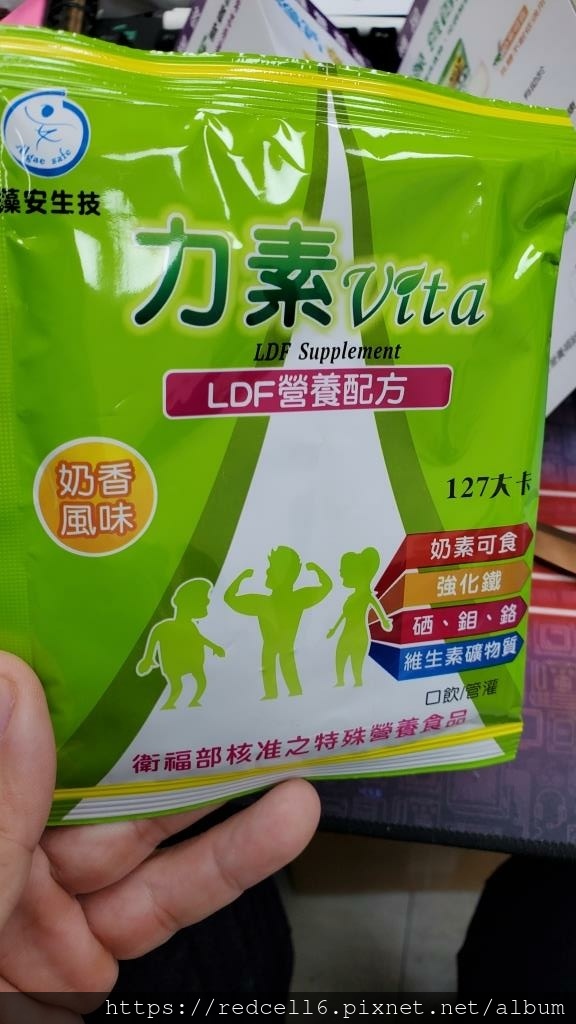 Algae safe
藻安生技
力素Vita
LDF Supplement
LDF營養配方
奶香
風味
127大卡
奶素可食
強化鐵
硒、鉬、鉻
維生素礦物質
口飲/管灌
衛福部核准之特殊營養食品
https://redcell6.pixnet.net/album